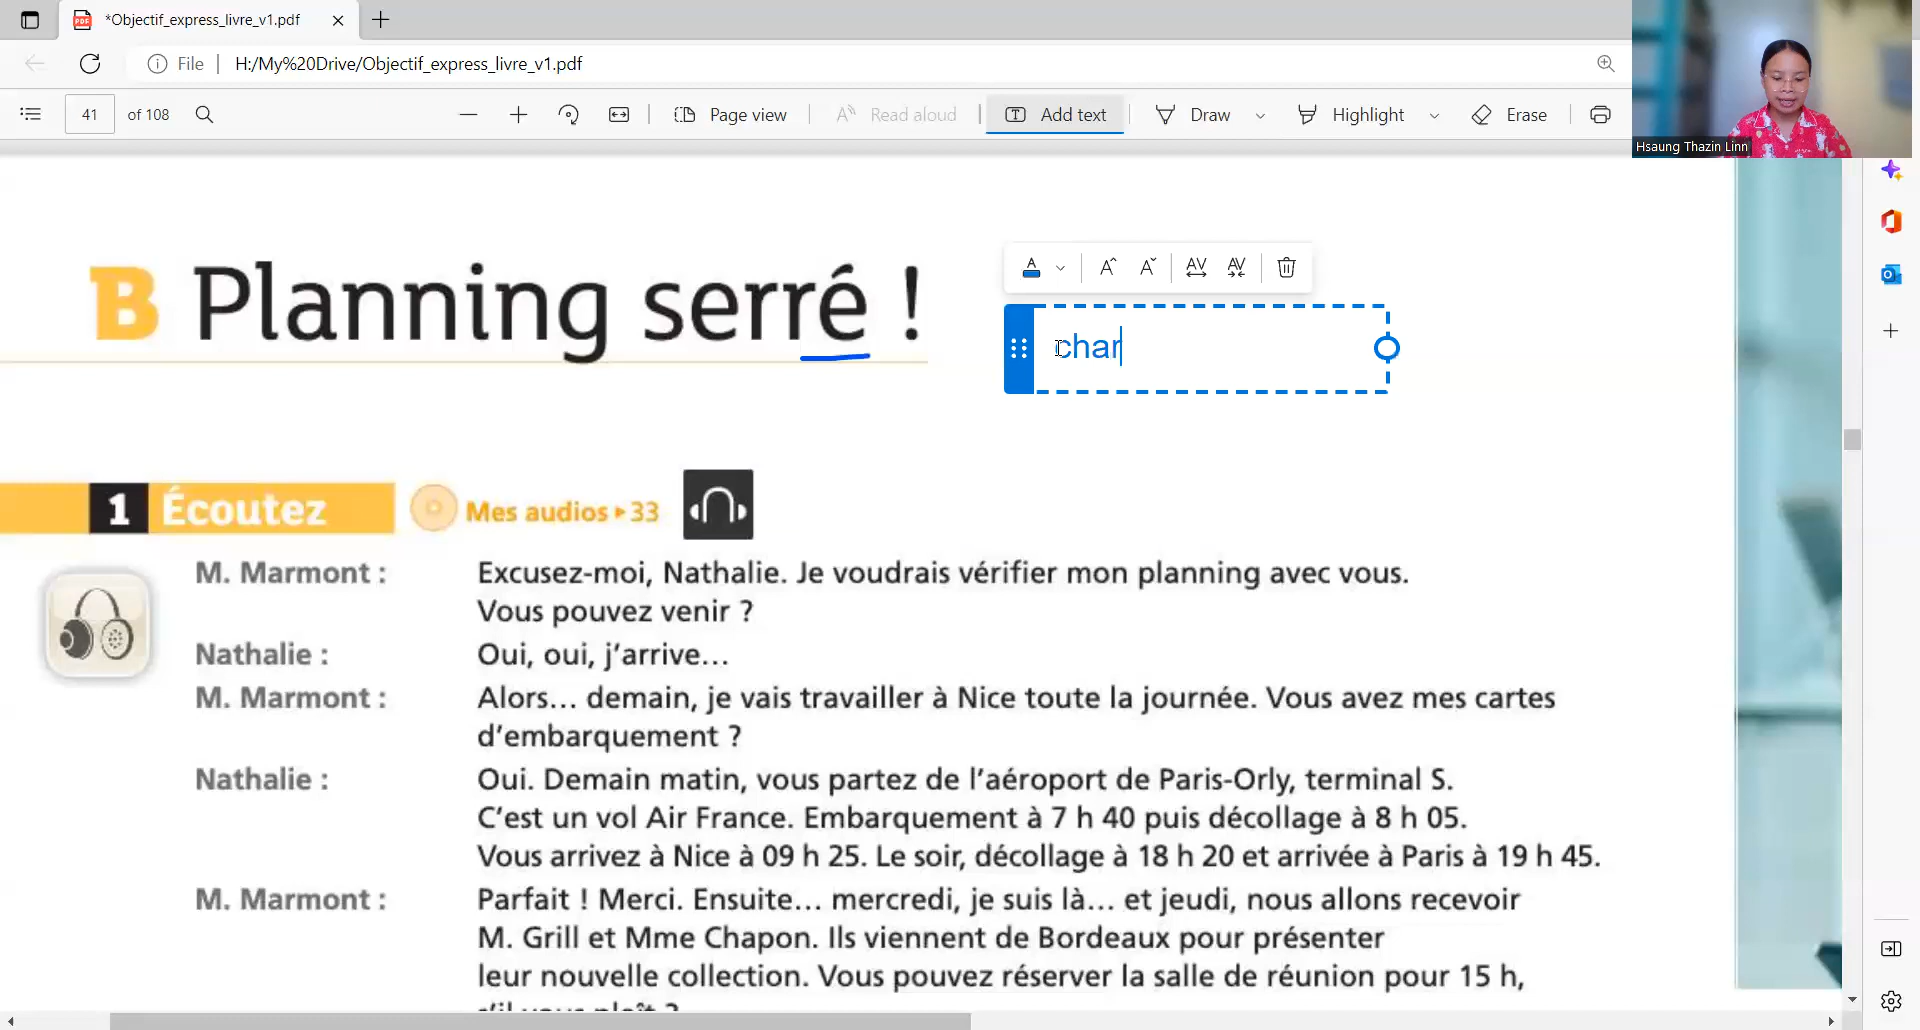 *Objectif_express_livre_v1.pdf
File
H:/My%20Drive/Objectif_express_livre_v1.pdf
41 of 108
Page view
Read aloud
Add text
Draw
Highlight
Erase
Hsaung Thazin Linn
B Planning serré !
char
1 Écoutez
Mes audios ▸ 33
M. Marmont : Excusez-moi, Nathalie. Je voudrais vérifier mon planning avec vous.
Vous pouvez venir ?
Nathalie : Oui, oui, j’arrive…
M. Marmont : Alors… demain, je vais travailler à Nice toute la journée. Vous avez mes cartes
d’embarquement ?
Nathalie : Oui. Demain matin, vous partez de l’aéroport de Paris-Orly, terminal S.
C’est un vol Air France. Embarquement à 7 h 40 puis décollage à 8 h 05.
Vous arrivez à Nice à 09 h 25. Le soir, décollage à 18 h 20 et arrivée à Paris à 19 h 45.
M. Marmont : Parfait ! Merci. Ensuite… mercredi, je suis là… et jeudi, nous allons recevoir
M. Grill et Mme Chapon. Ils viennent de Bordeaux pour présenter
leur nouvelle collection. Vous pouvez réserver la salle de réunion pour 15 h,
s’il vous plaît ?